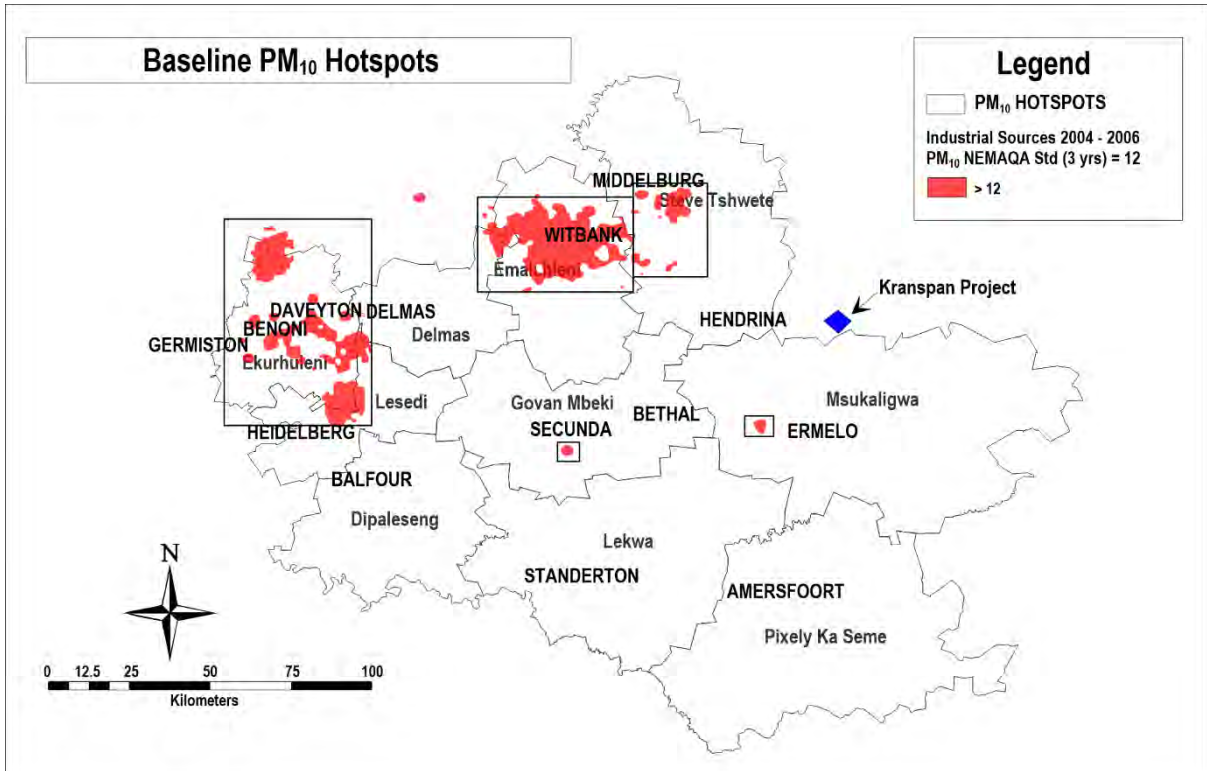 Baseline PM₁₀ Hotspots
Legend
PM₁₀ HOTSPOTS
Industrial Sources 2004 - 2006
PM₁₀ NEMAQA Std (3 yrs) = 12
> 12
MIDDELBURG
Steve Tshwete
WITBANK
Emalahleni
Kranspan Project
DAVEYTON
DELMAS
BENONI
Delmas
HENDRINA
GERMISTON
Ekurhuleni
Lesedi
Govan Mbeki
BETHAL
Msukaligwa
SECUNDA
ERMELO
HEIDELBERG
BALFOUR
Dipaleseng
Lekwa
STANDERTON
AMERSFOORT
Pixely Ka Seme
N
0 12.5 25 50 75 100
Kilometers